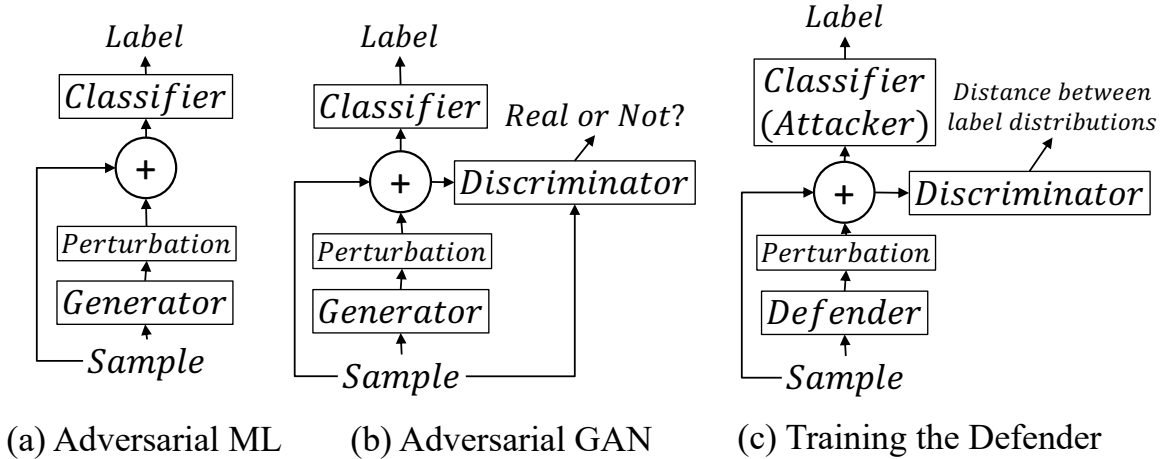 Label
Classifier
+
Perturbation
Generator
Sample
(a) Adversarial ML
Label
Classifier
Real or Not?
+
Discriminator
Perturbation
Generator
Sample
(b) Adversarial GAN
Label
Classifier
(Attacker)
Distance between
label distributions
+
Discriminator
Perturbation
Defender
Sample
(c) Training the Defender